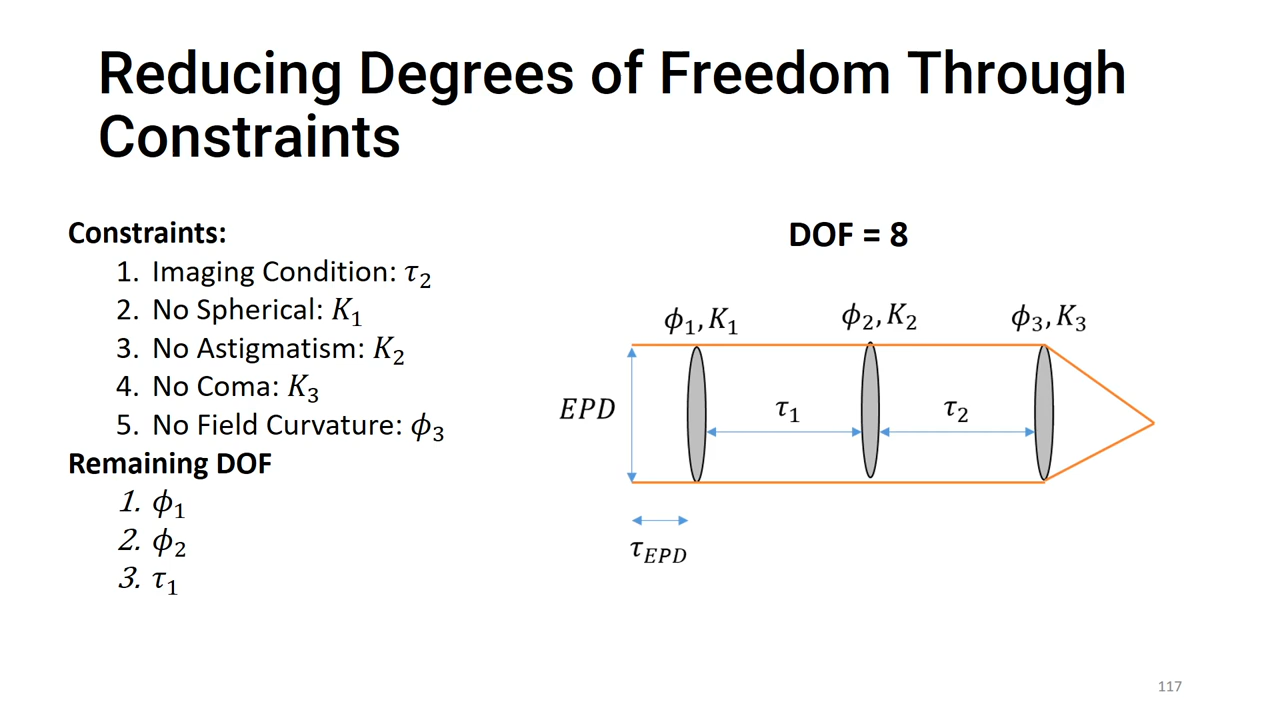 Reducing Degrees of Freedom Through
Constraints
Constraints:
1. Imaging Condition: τ₂
2. No Spherical: K₁
3. No Astigmatism: K₂
4. No Coma: K₃
5. No Field Curvature: ϕ₃
Remaining DOF
1. ϕ₁
2. ϕ₂
3. τ₁
DOF = 8
ϕ₁, K₁
ϕ₂, K₂
ϕ₃, K₃
EPD
τ₁
τ₂
τ_EPD
117